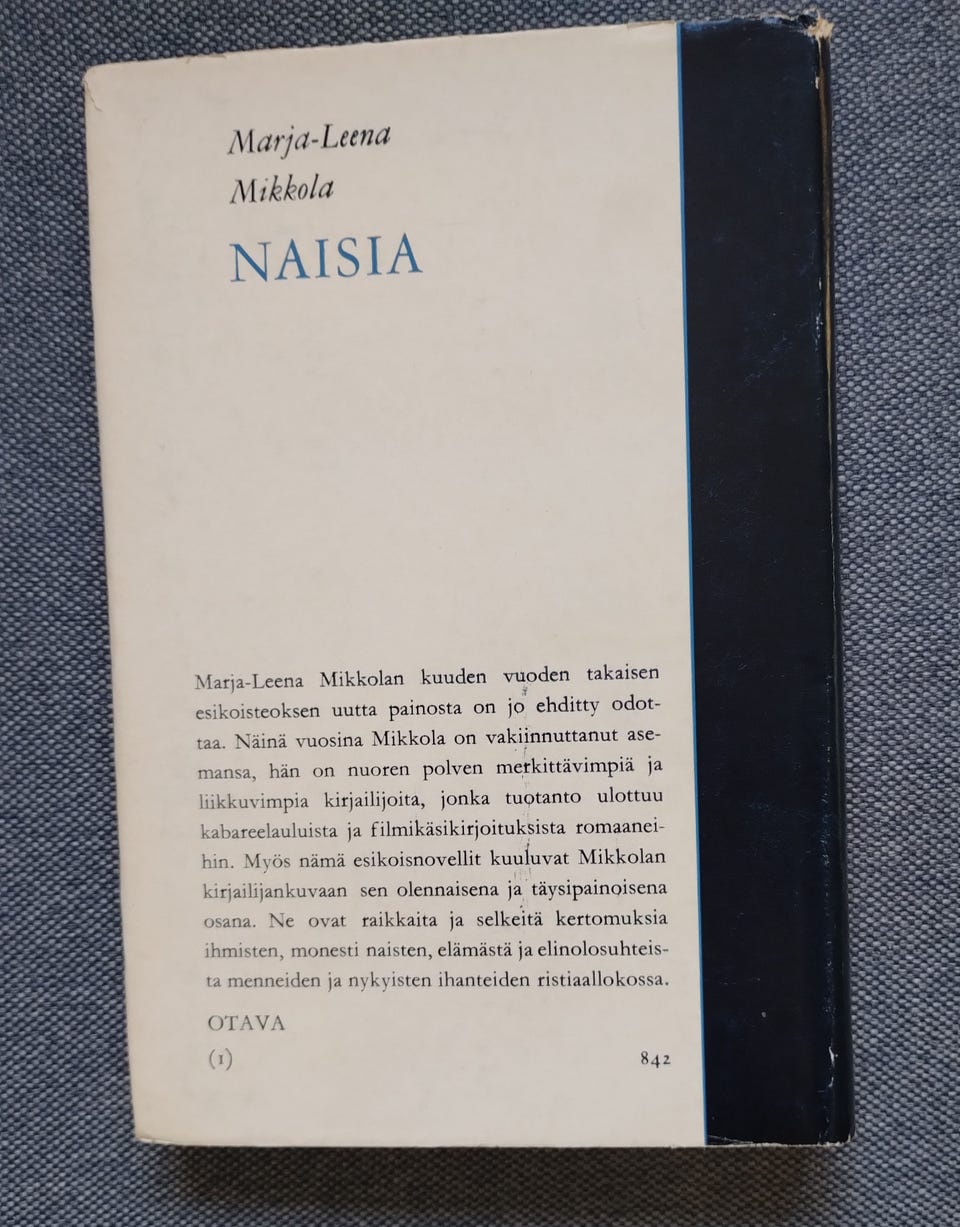 Marja-Leena
Mikkola
NAISIA
Marja-Leena Mikkolan kuuden vuoden takaisen
esikoisteoksen uutta painosta on jo ehditty odot-
taa. Näinä vuosina Mikkola on vakiinnuttanut ase-
mansa, hän on nuoren polven merkittävimpiä ja
liikkuvimpia kirjailijoita, jonka tuotanto ulottuu
kabareelauluista ja filmikäsikirjoituksista romaanei-
hin. Myös nämä esikoisnovellit kuuluvat Mikkolan
kirjailijankuvaan sen olennaisena ja täysipainoisena
osana. Ne ovat raikkaita ja selkeitä kertomuksia
ihmisten, monesti naisten, elämästä ja elinolosuhteis-
ta menneiden ja nykyisten ihanteiden ristiaallokossa.
OTAVA
(1) 842